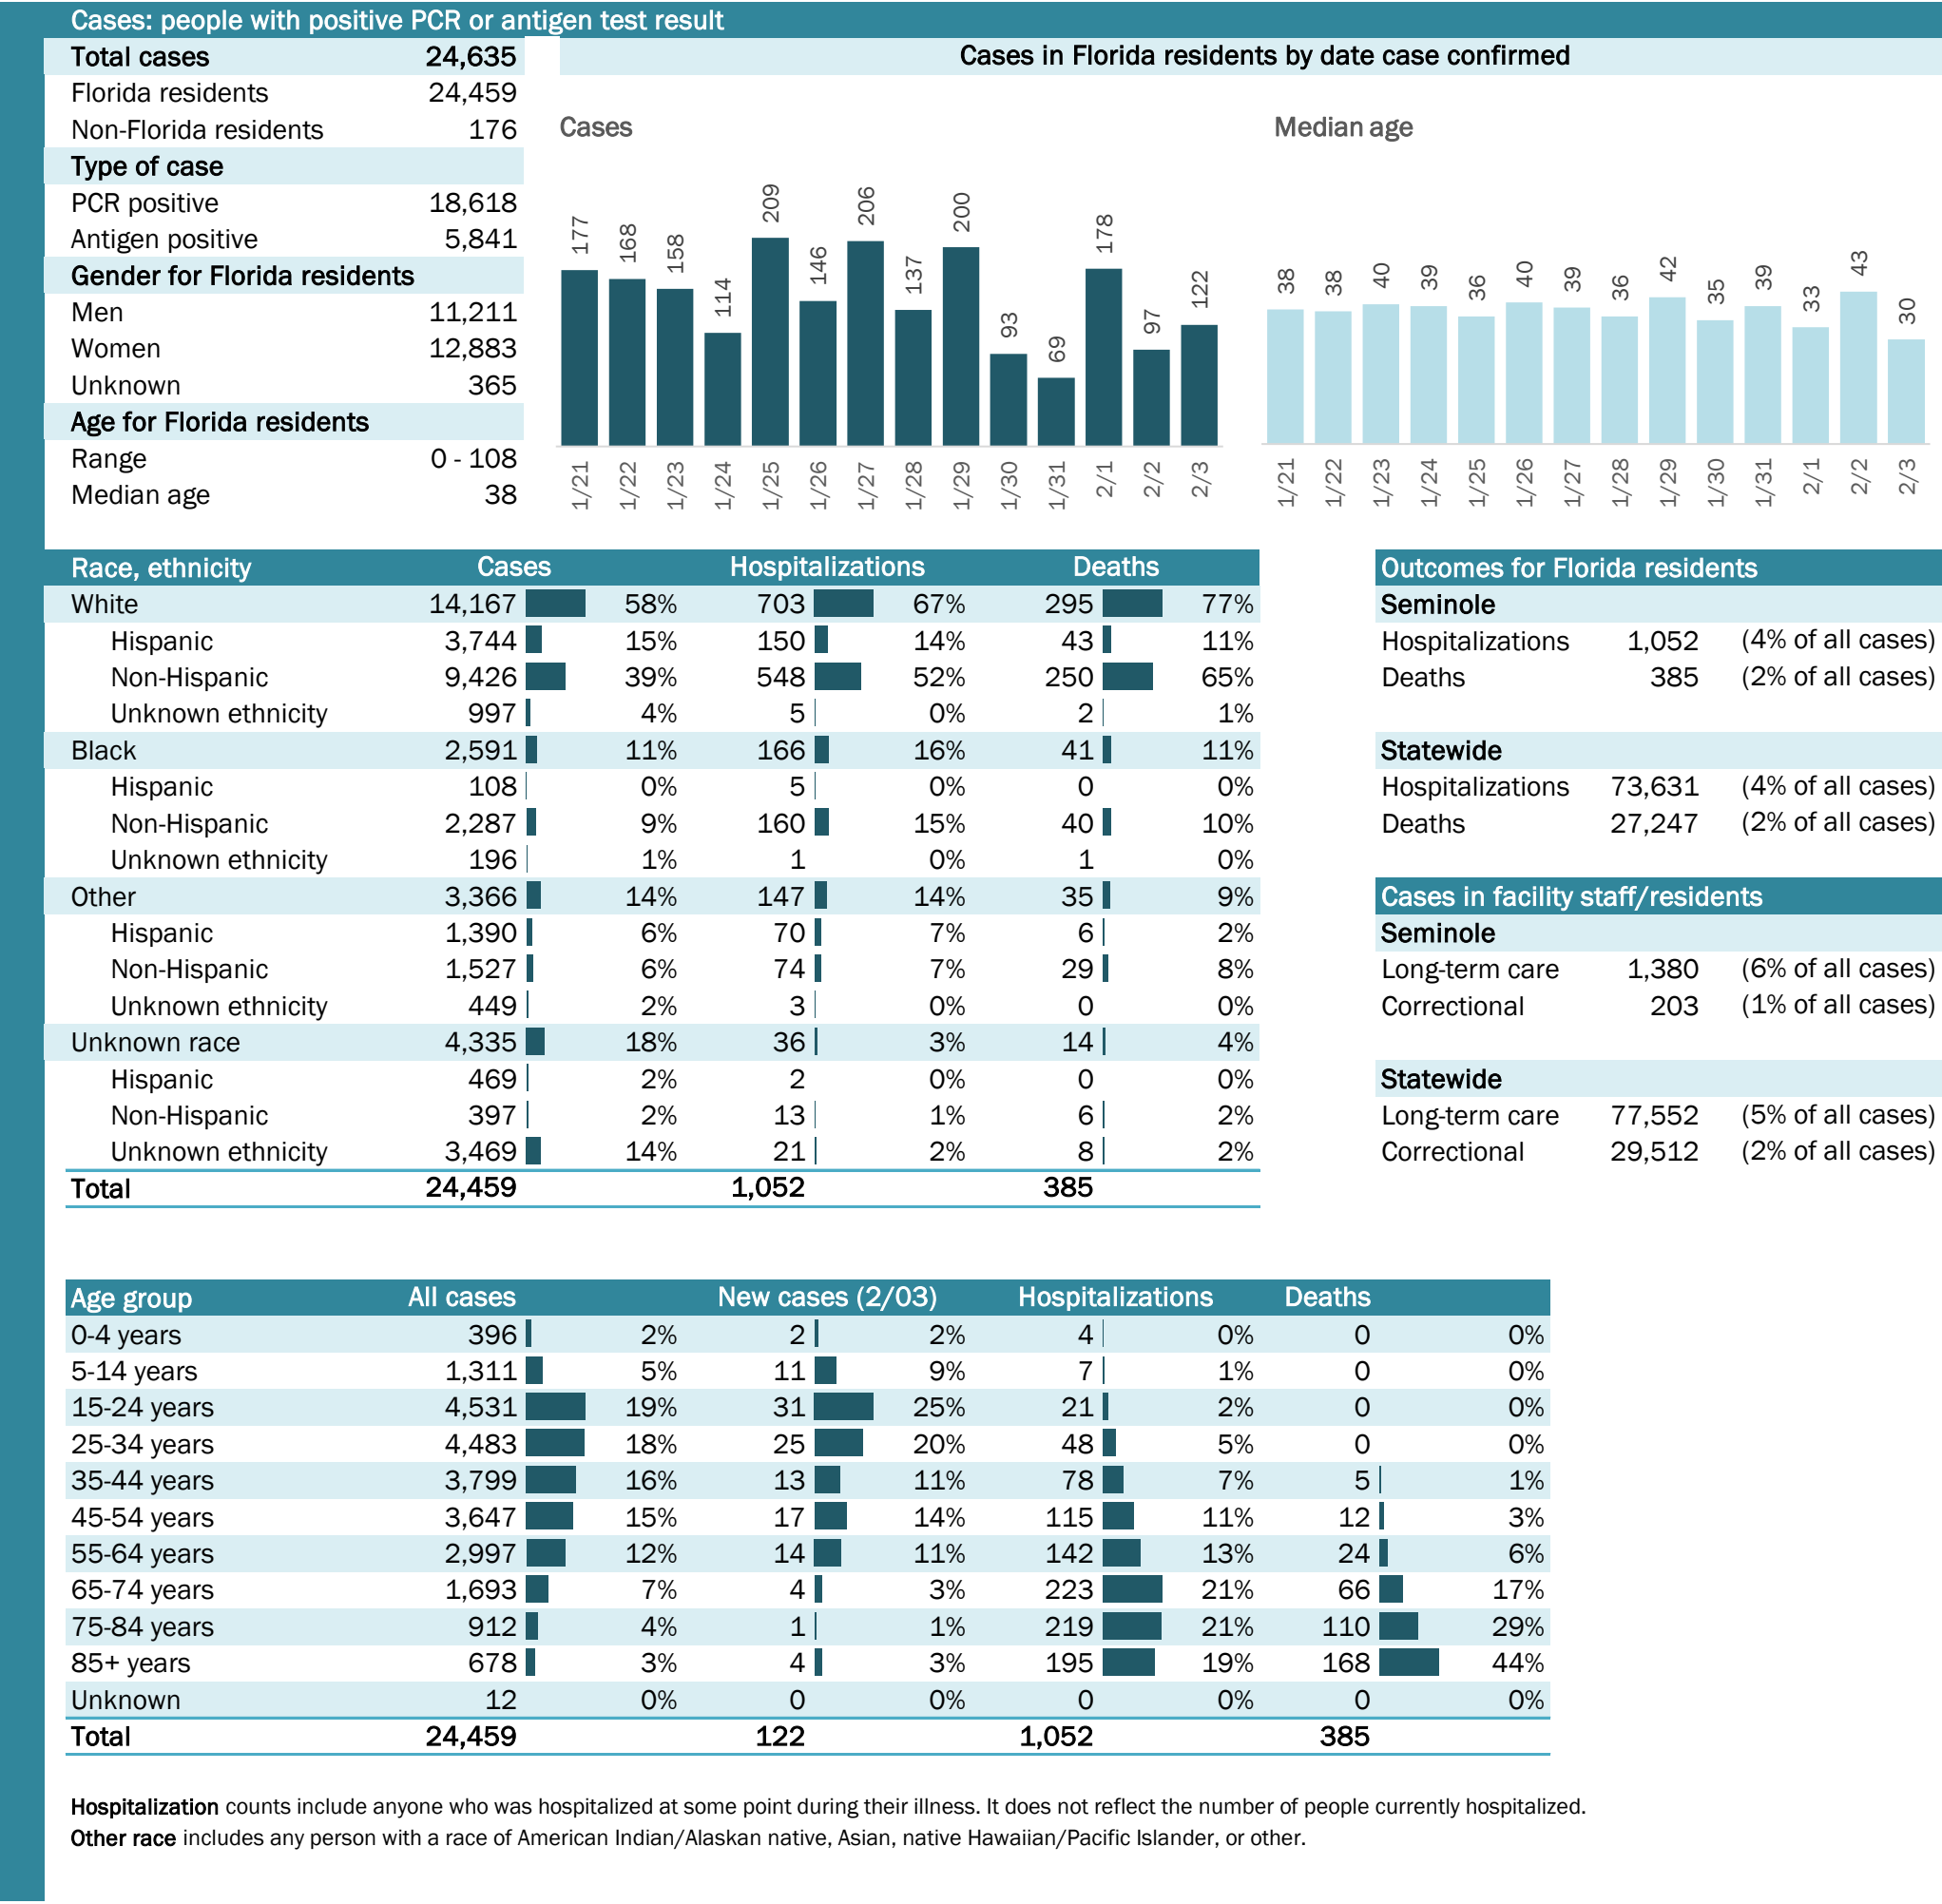 Cases: people with positive PCR or antigen test result
Total cases 24,635
Florida residents 24,459
Non-Florida residents 176
Type of case
PCR positive 18,618
Antigen positive 5,841
Gender for Florida residents
Men 11,211
Women 12,883
Unknown 365
Age for Florida residents
Range 0 - 108
Median age 38
Cases in Florida residents by date case confirmed
Cases
177 168 158 114 209 146 206 137 200 93 69 178 97 122
1/21 1/22 1/23 1/24 1/25 1/26 1/27 1/28 1/29 1/30 1/31 2/1 2/2 2/3
Median age
38 38 40 39 36 40 39 36 42 35 39 33 43 30
1/21 1/22 1/23 1/24 1/25 1/26 1/27 1/28 1/29 1/30 1/31 2/1 2/2 2/3
Race, ethnicity Cases Hospitalizations Deaths
White 14,167 58% 703 67% 295 77%
Hispanic 3,744 15% 150 14% 43 11%
Non-Hispanic 9,426 39% 548 52% 250 65%
Unknown ethnicity 997 4% 5 0% 2 1%
Black 2,591 11% 166 16% 41 11%
Hispanic 108 0% 5 0% 0 0%
Non-Hispanic 2,287 9% 160 15% 40 10%
Unknown ethnicity 196 1% 1 0% 1 0%
Other 3,366 14% 147 14% 35 9%
Hispanic 1,390 6% 70 7% 6 2%
Non-Hispanic 1,527 6% 74 7% 29 8%
Unknown ethnicity 449 2% 3 0% 0 0%
Unknown race 4,335 18% 36 3% 14 4%
Hispanic 469 2% 2 0% 0 0%
Non-Hispanic 397 2% 13 1% 6 2%
Unknown ethnicity 3,469 14% 21 2% 8 2%
Total 24,459 1,052 385
Outcomes for Florida residents
Seminole
Hospitalizations 1,052 (4% of all cases)
Deaths 385 (2% of all cases)
Statewide
Hospitalizations 73,631 (4% of all cases)
Deaths 27,247 (2% of all cases)
Cases in facility staff/residents
Seminole
Long-term care 1,380 (6% of all cases)
Correctional 203 (1% of all cases)
Statewide
Long-term care 77,552 (5% of all cases)
Correctional 29,512 (2% of all cases)
Age group All cases New cases (2/03) Hospitalizations Deaths
0-4 years 396 2% 2 2% 4 0% 0 0%
5-14 years 1,311 5% 11 9% 7 1% 0 0%
15-24 years 4,531 19% 31 25% 21 2% 0 0%
25-34 years 4,483 18% 25 20% 48 5% 0 0%
35-44 years 3,799 16% 13 11% 78 7% 5 1%
45-54 years 3,647 15% 17 14% 115 11% 12 3%
55-64 years 2,997 12% 14 11% 142 13% 24 6%
65-74 years 1,693 7% 4 3% 223 21% 66 17%
75-84 years 912 4% 1 1% 219 21% 110 29%
85+ years 678 3% 4 3% 195 19% 168 44%
Unknown 12 0% 0 0% 0 0% 0 0%
Total 24,459 122 1,052 385
Hospitalization counts include anyone who was hospitalized at some point during their illness. It does not reflect the number of people currently hospitalized.
Other race includes any person with a race of American Indian/Alaskan native, Asian, native Hawaiian/Pacific Islander, or other.